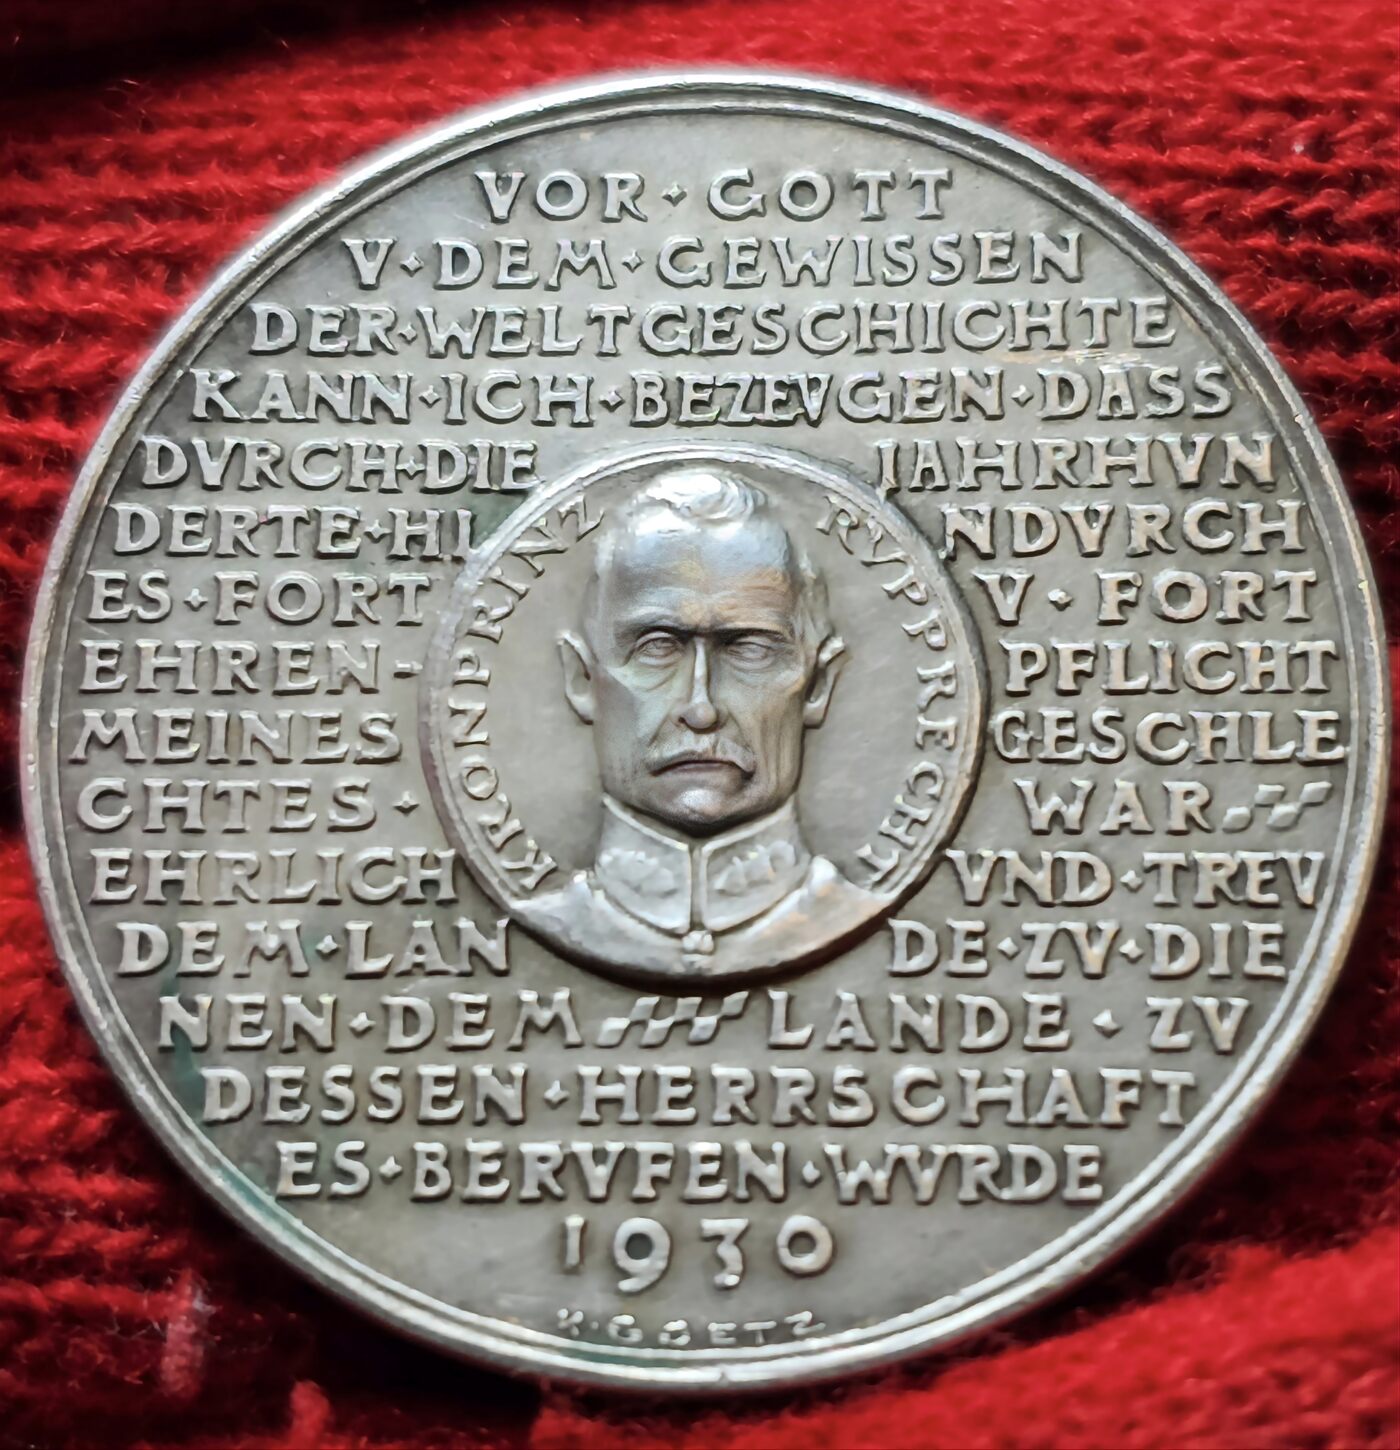 VOR·GOTT
V·DEM·GEWISSEN
DER·WELTGESCHICHTE
KANN·ICH·BEZEVGEN·DASS
DVRCH·DIE JAHRHVN
DERTE·HI NDVRCH
ES·FORT V·FORT
EHREN- PFLICHT
MEINES GESCHLE
CHTES· WAR
EHRLICH VND·TREV
DEM·LAN DE·ZV·DIE
NEN·DEM LANDE·ZV
DESSEN·HERRSCHAFT
ES·BERVFEN·WVRDE
1930
K·GOETZ
KRONPRINZ RVPPRECHT